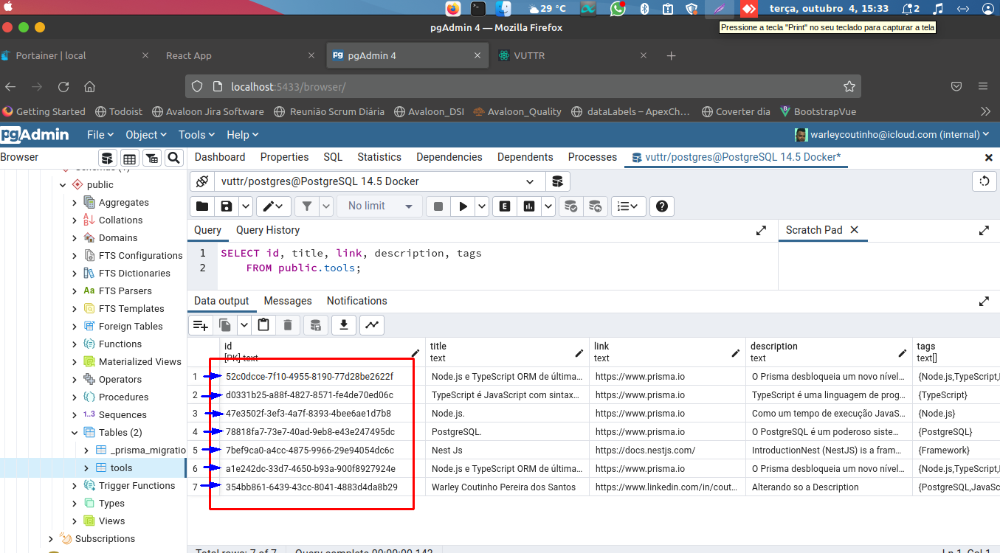 29 °C
terça, outubro 4, 15:33
2
pgAdmin 4 — Mozilla Firefox
Pressione a tecla "Print" no seu teclado para capturar a tela
Portainer | local
React App
pgAdmin 4
VUTTR
localhost:5433/browser/
Getting Started
Todoist
Avaloon Jira Software
Reunião Scrum Diária
Avaloon_DSI
Avaloon_Quality
dataLabels – ApexCh…
Coverter dia
BootstrapVue
pgAdmin
File
Object
Tools
Help
warleycoutinho@icloud.com (internal)
Browser
Dashboard
Properties
SQL
Statistics
Dependencies
Dependents
Processes
vuttr/postgres@PostgreSQL 14.5 Docker*
Schemas (1)
public
Aggregates
Collations
Domains
FTS Configurations
FTS Dictionaries
Aa FTS Parsers
FTS Templates
Foreign Tables
Functions
Materialized Views
Operators
Procedures
1..3 Sequences
Tables (2)
_prisma_migratio
tools
Trigger Functions
Types
Views
Subscriptions
vuttr/postgres@PostgreSQL 14.5 Docker
No limit
E
Query
Query History
Scratch Pad
1 SELECT id, title, link, description, tags
2 FROM public.tools;
Data output
Messages
Notifications
id title link description tags
[PK] text text text text text[]
1 52c0dcce-7f10-4955-8190-77d28be2622f Node.js e TypeScript ORM de última… https://www.prisma.io O Prisma desbloqueia um novo nível… {Node.js,TypeScript,
2 d0331b25-a88f-4827-8571-fe4de70ed06c TypeScript é JavaScript com sintax… https://www.prisma.io TypeScript é uma linguagem de prog… {TypeScript}
3 47e3502f-3ef3-4a7f-8393-4bee6ae1d7b8 Node.js. https://www.prisma.io Como um tempo de execução JavaS… {Node.js}
4 78818fa7-73e7-40ad-9eb8-e43e247495dc PostgreSQL. https://www.prisma.io O PostgreSQL é um poderoso siste… {PostgreSQL}
5 7bef9ca0-a4cc-4875-9966-29e94054dc6c Nest Js https://docs.nestjs.com/ IntroductionNest (NestJS) is a fram… {Framework}
6 a1e242dc-33d7-4650-b93a-900f8927924e Node.js e TypeScript ORM de última… https://www.prisma.io O Prisma desbloqueia um novo nível… {Node.js,TypeScript,
7 354bb861-6439-43cc-8041-4883d4da8b29 Warley Coutinho Pereira dos Santos https://www.linkedin.com/in/cout… Alterando so a Description {PostgreSQL,JavaSc
Total rows: 7 of 7
Query complete 00:00:00.142
Ln 1, Col 1